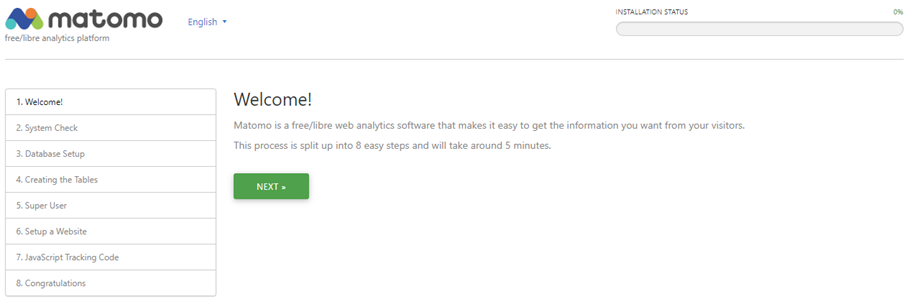 matomo
English
free/libre analytics platform
INSTALLATION STATUS
0%
1. Welcome!
2. System Check
3. Database Setup
4. Creating the Tables
5. Super User
6. Setup a Website
7. JavaScript Tracking Code
8. Congratulations
Welcome!
Matomo is a free/libre web analytics software that makes it easy to get the information you want from your visitors.
This process is split up into 8 easy steps and will take around 5 minutes.
NEXT »